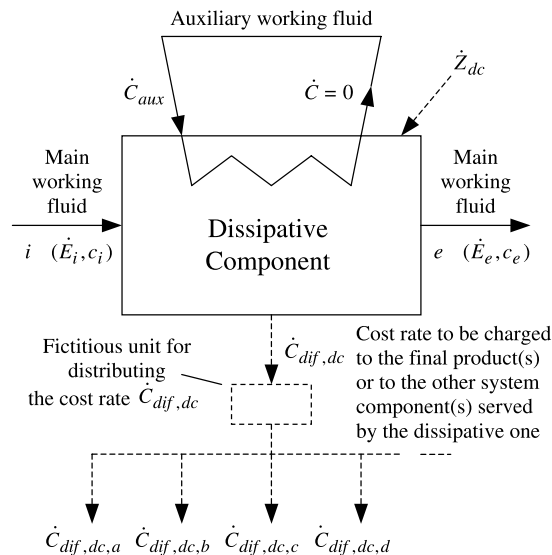 Auxiliary working fluid
Ċ_aux
Ċ = 0
Ż_dc
Main
working
fluid
i (Ė_i, c_i)
Dissipative
Component
Main
working
fluid
e (Ė_e, c_e)
Ċ_dif,dc
Fictitious unit for
distributing
the cost rate Ċ_dif,dc
Cost rate to be charged
to the final product(s)
or to the other system
component(s) served
by the dissipative one
Ċ_dif,dc,a Ċ_dif,dc,b Ċ_dif,dc,c Ċ_dif,dc,d